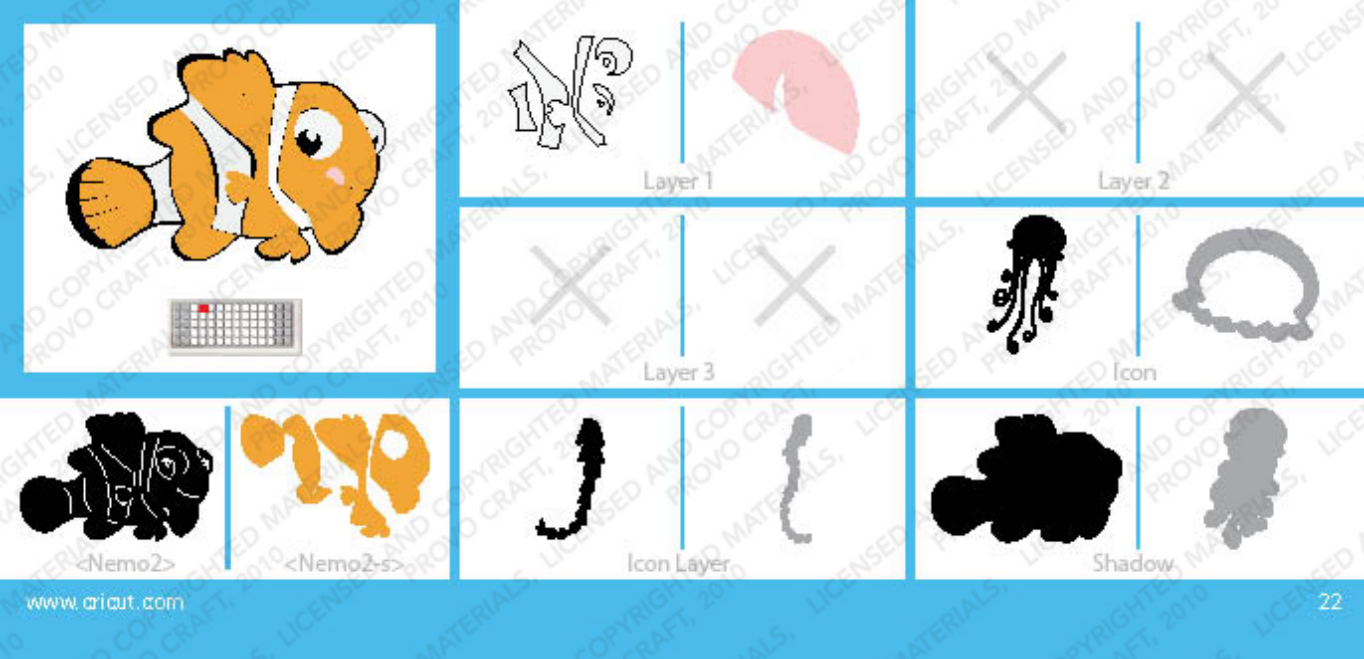 Layer 1
Layer 2
Layer 3
Icon
<Nemo2>
<Nemo2-s>
Icon Layer
Shadow
www.cricut.com
22
LICENSED AND COPYRIGHTED MATERIALS,
PROVO CRAFT, 2010